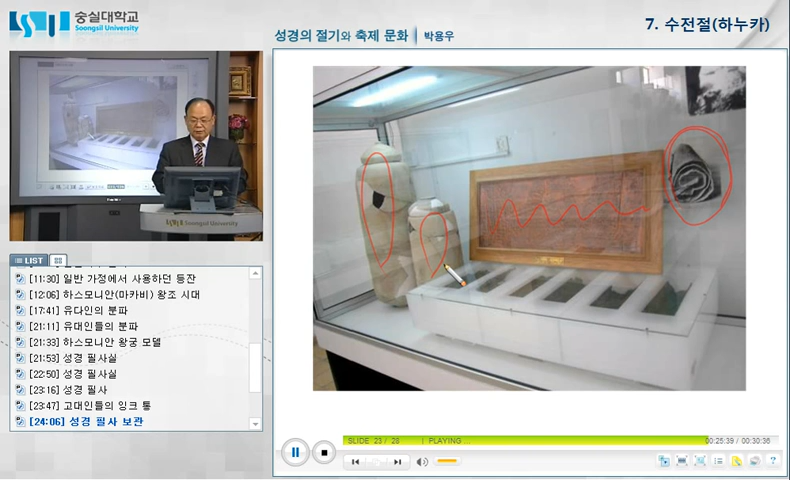 숭실대학교
Soongsil University
성경의 절기와 축제 문화 박용우
7. 수전절(하누카)
Soongsil University
LIST
[11:30] 일반 가정에서 사용하던 등잔
[12:06] 하스모니안(마카비) 왕조 시대
[17:41] 유다인의 분파
[21:11] 유대인들의 분파
[21:33] 하스모니안 왕궁 모델
[21:53] 성경 필사실
[22:50] 성경 필사실
[23:16] 성경 필사
[23:47] 고대인들의 잉크 통
[24:06] 성경 필사 보관
SLIDE 23 / 28 | PLAYING ..
00:25:39 / 00:30:36